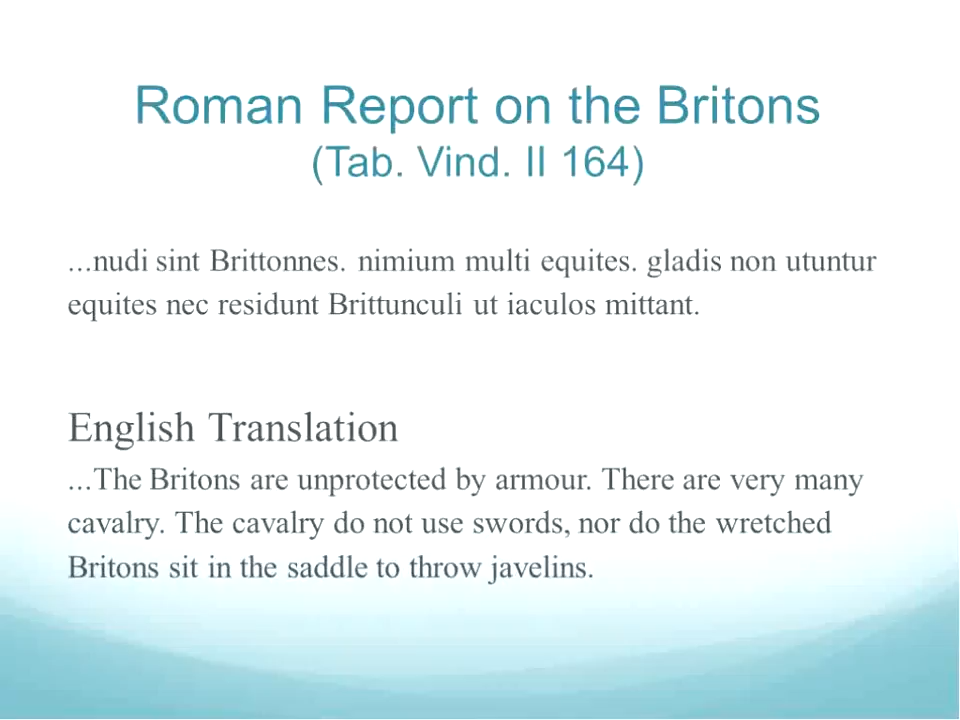 Roman Report on the Britons
(Tab. Vind. II 164)
...nudi sint Brittonnes. nimium multi equites. gladis non utuntur
equites nec residunt Brittunculi ut iaculos mittant.
English Translation
...The Britons are unprotected by armour. There are very many
cavalry. The cavalry do not use swords, nor do the wretched
Britons sit in the saddle to throw javelins.